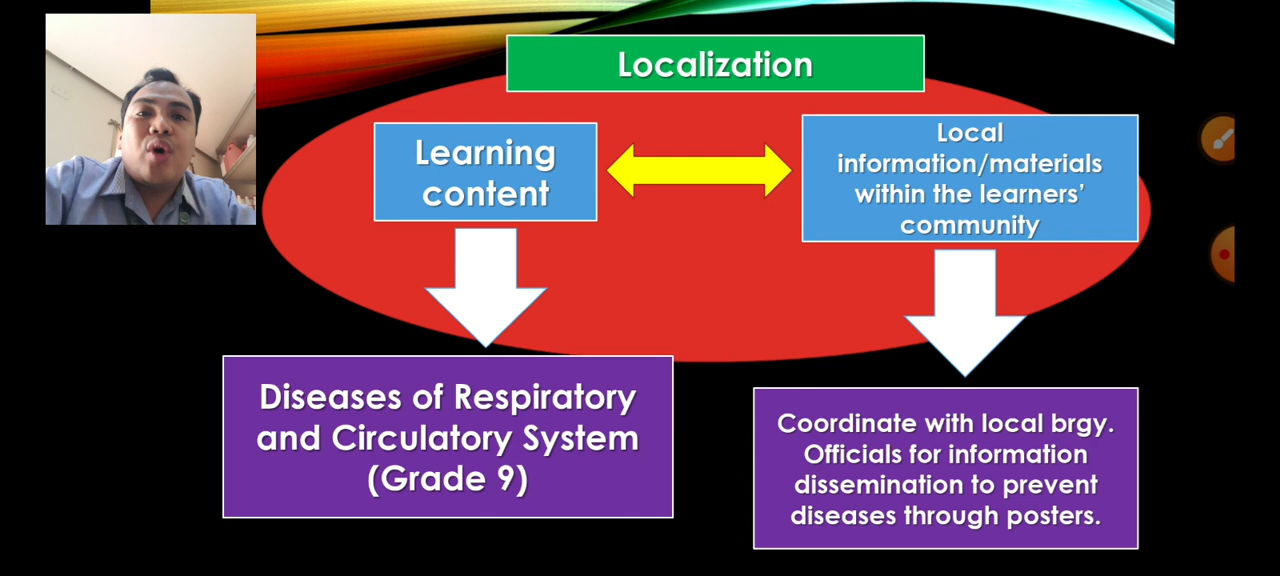 Localization
Learning
content
Local
information/materials
within the learners’
community
Diseases of Respiratory
and Circulatory System
(Grade 9)
Coordinate with local brgy.
Officials for information
dissemination to prevent
diseases through posters.